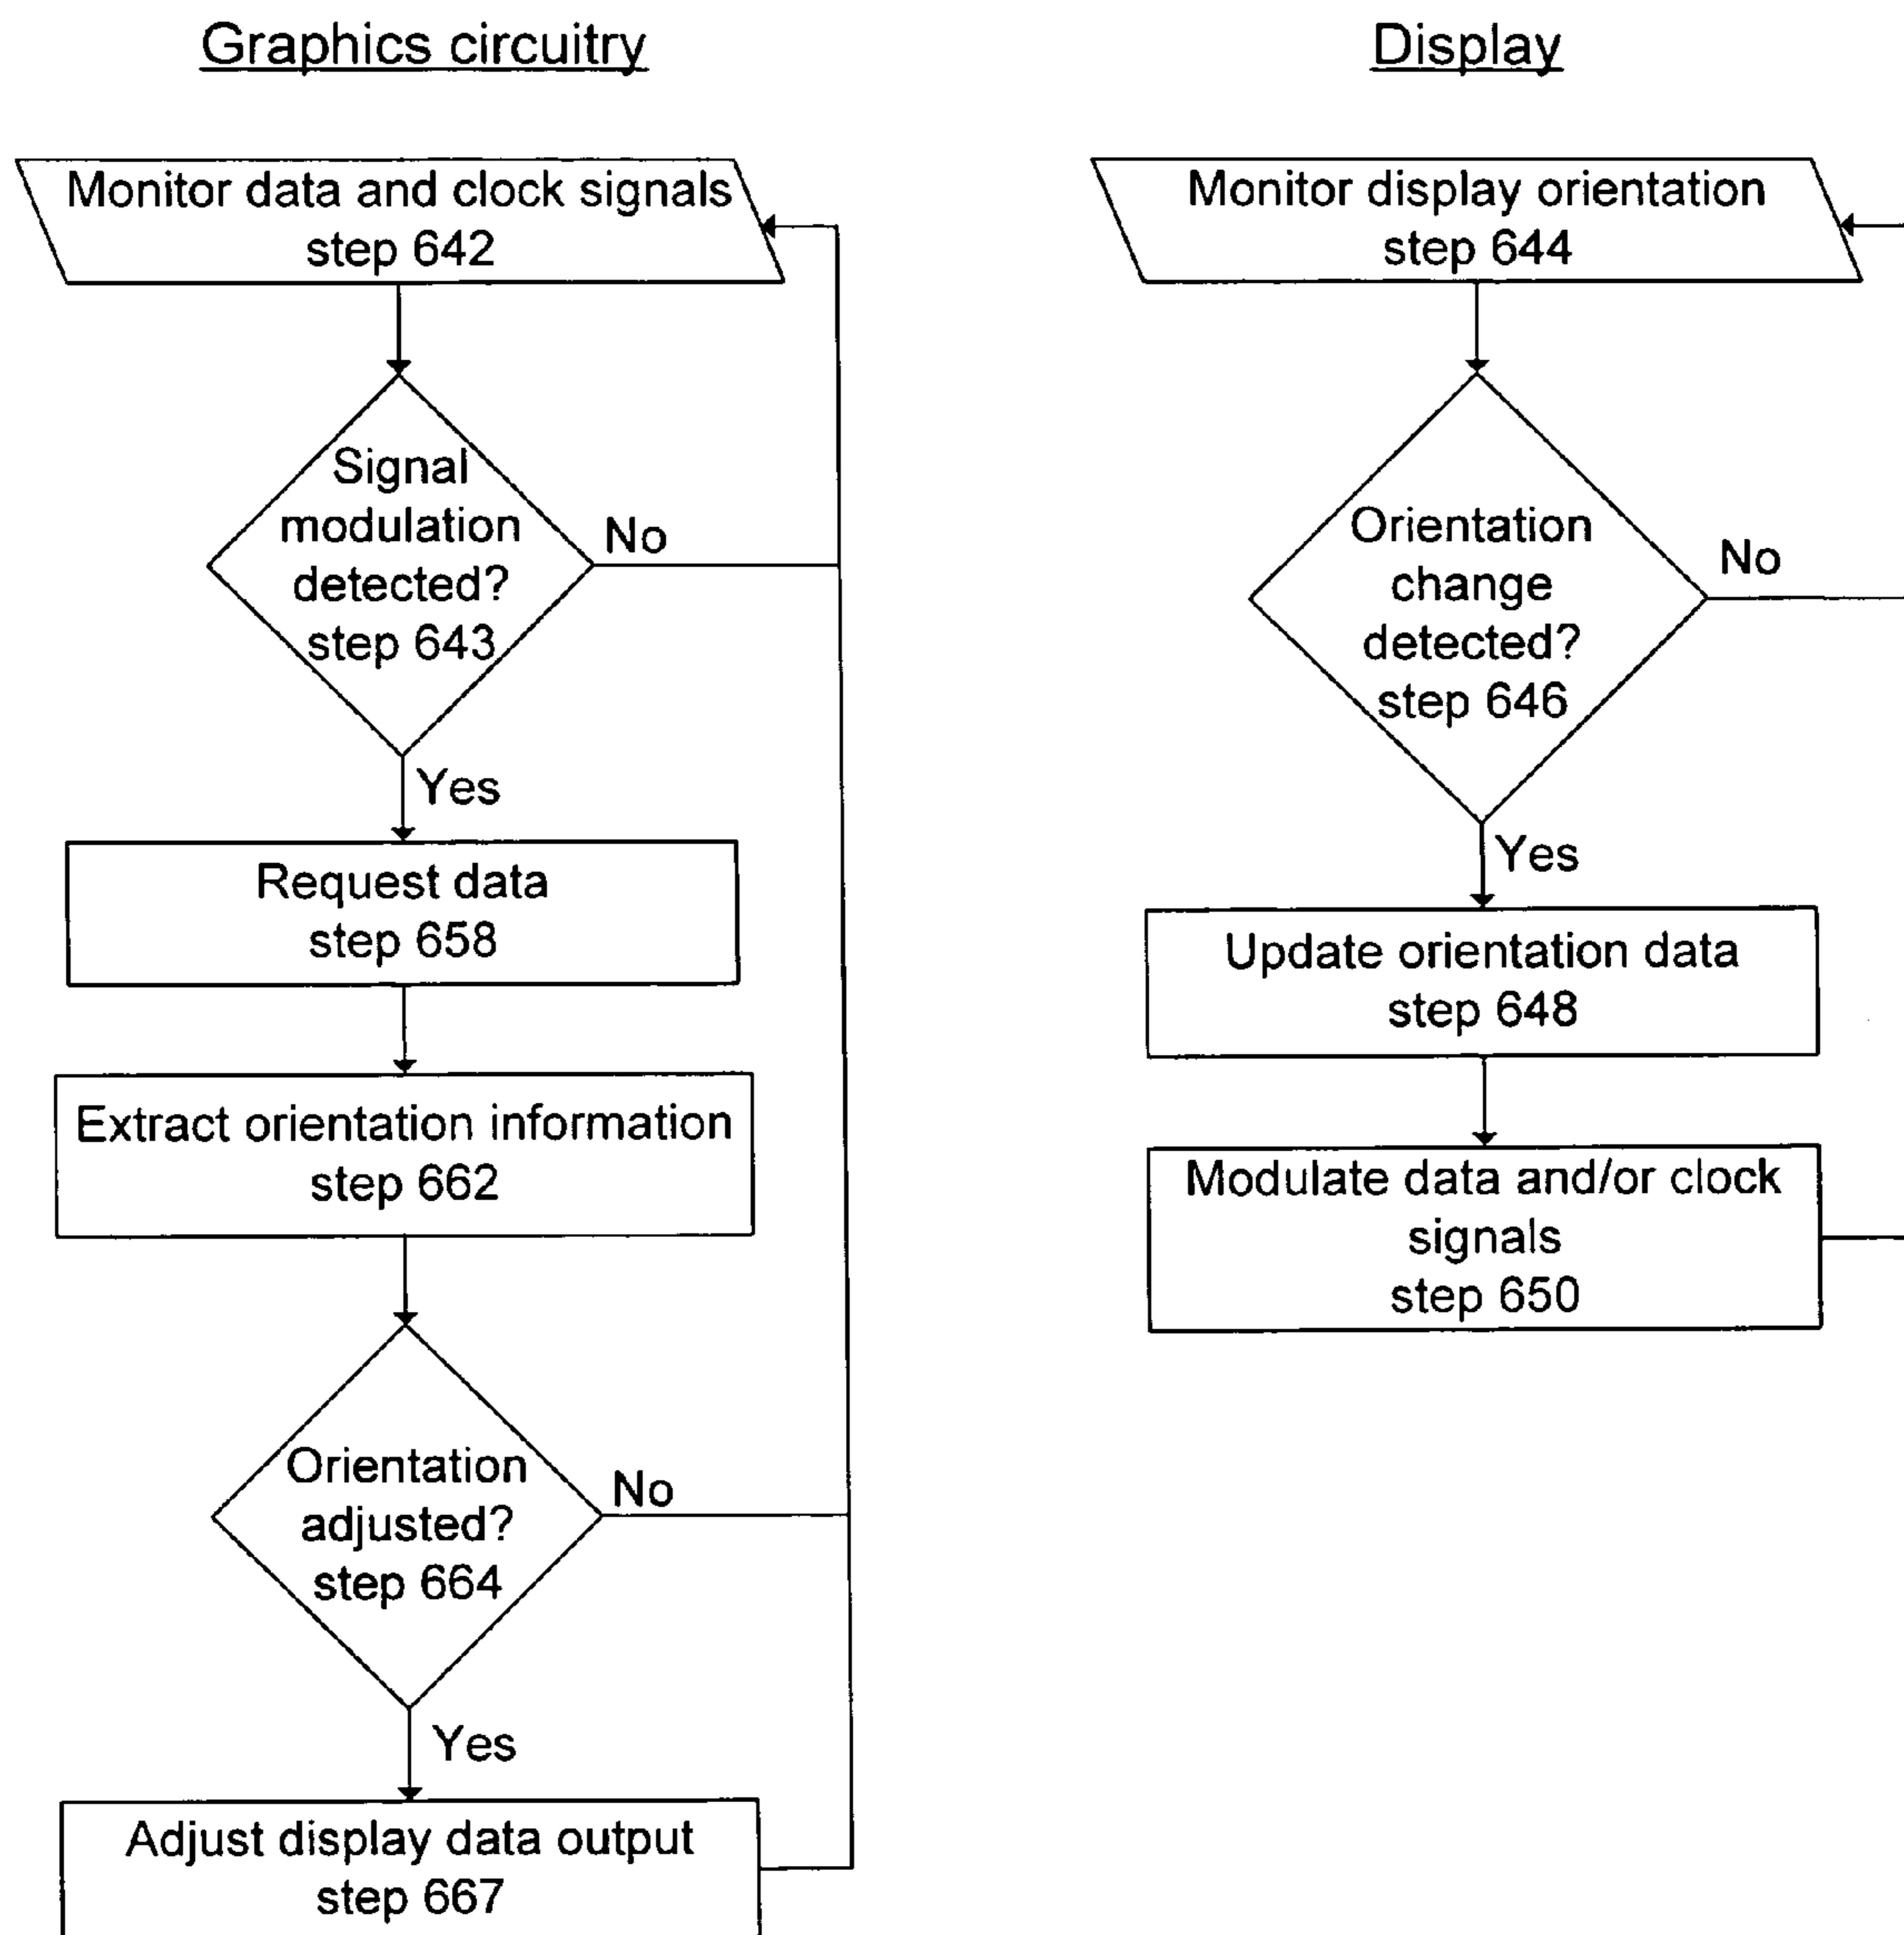 Graphics circuitry
Monitor data and clock signals
step 642
Signal
modulation
detected?
step 643
No
Yes
Request data
step 658
Extract orientation information
step 662
Orientation
adjusted?
step 664
No
Yes
Adjust display data output
step 667
Display
Monitor display orientation
step 644
Orientation
change
detected?
step 646
No
Yes
Update orientation data
step 648
Modulate data and/or clock
signals
step 650